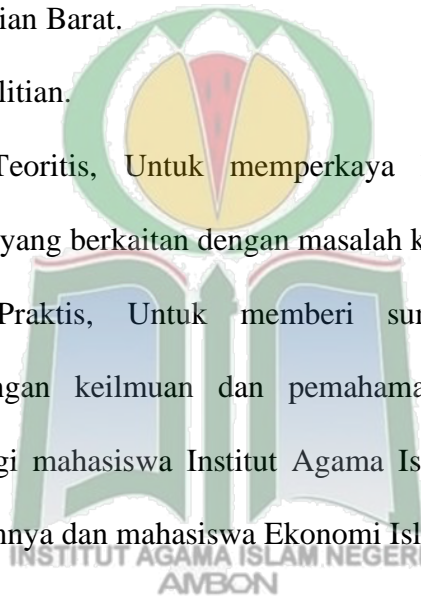 ian Barat.
litian.
Teoritis, Untuk memperkaya
yang berkaitan dengan masalah k
Praktis, Untuk memberi sur
ngan keilmuan dan pemahama
gi mahasiswa Institut Agama Is
nnya dan mahasiswa Ekonomi Isl
INSTITUT AGAMA ISLAM NEGERI
AMBON